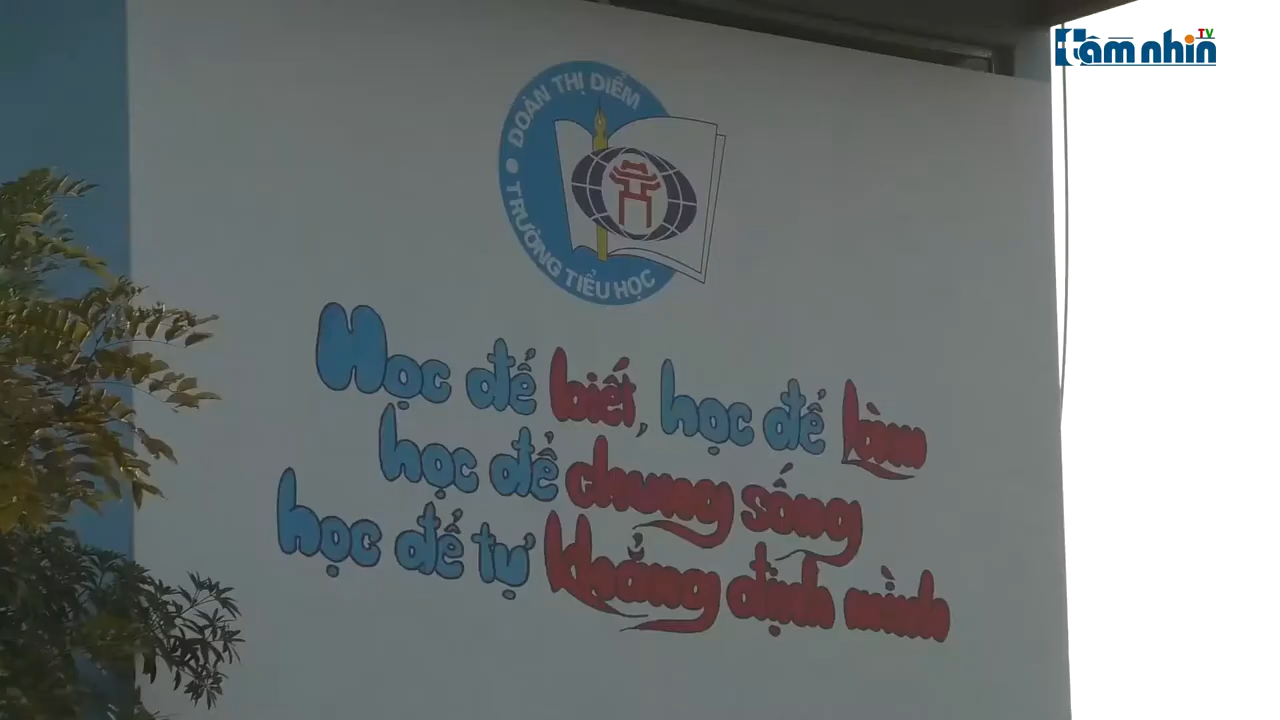 Tầm nhìn TV
ĐOÀN THỊ ĐIỂM
TRƯỜNG TIỂU HỌC
Học để biết, học để làm
học để chung sống
học để tự khẳng định mình